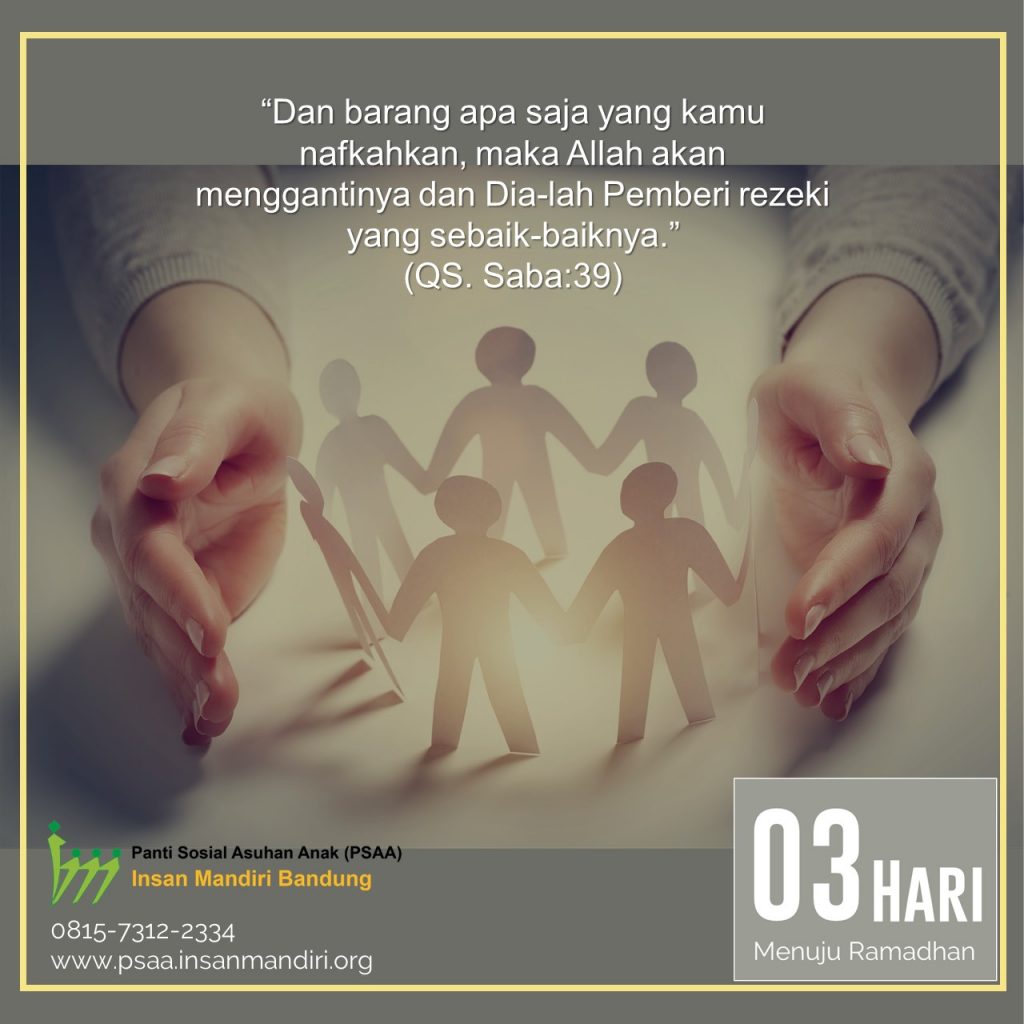 “Dan barang apa saja yang kamu
nafkahkan, maka Allah akan
menggantinya dan Dia-lah Pemberi rezeki
yang sebaik-baiknya.”
(QS. Saba:39)
Panti Sosial Asuhan Anak (PSAA)
Insan Mandiri Bandung
0815-7312-2334
www.psaa.insanmandiri.org
03 HARI
Menuju Ramadhan